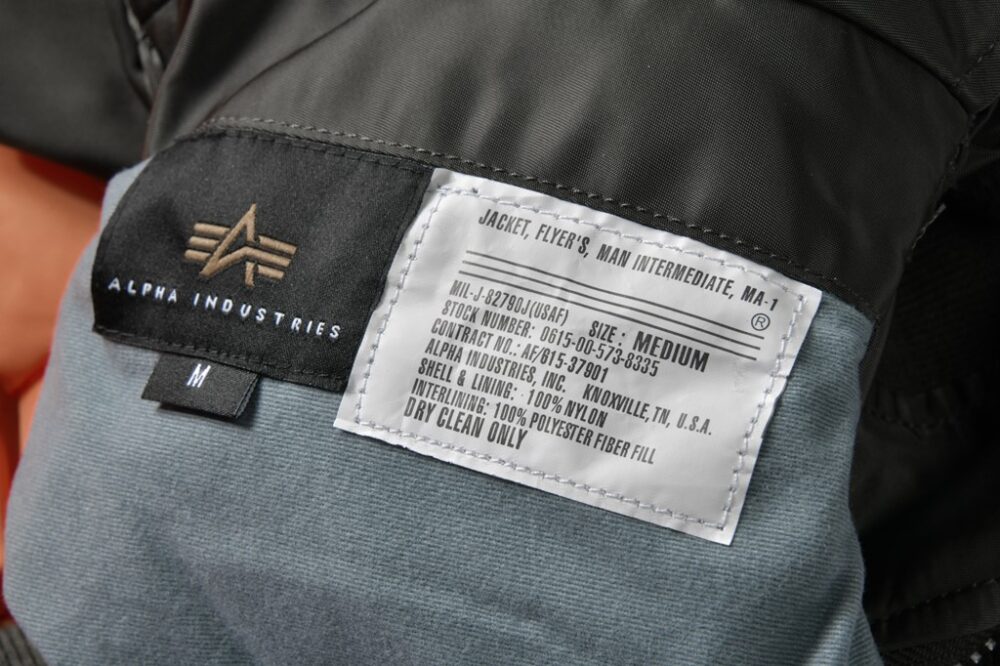 ALPHA INDUSTRIES
M
JACKET, FLYER'S, MAN INTERMEDIATE, MA-1
®
MIL-J-82790J(USAF) SIZE : MEDIUM
STOCK NUMBER: 0615-00-573-8335
CONTRACT NO.: AF/815-37901
ALPHA INDUSTRIES, INC. KNOXVILLE, TN, U.S.A.
SHELL & LINING: 100% NYLON
INTERLINING: 100% POLYESTER FIBER FILL
DRY CLEAN ONLY